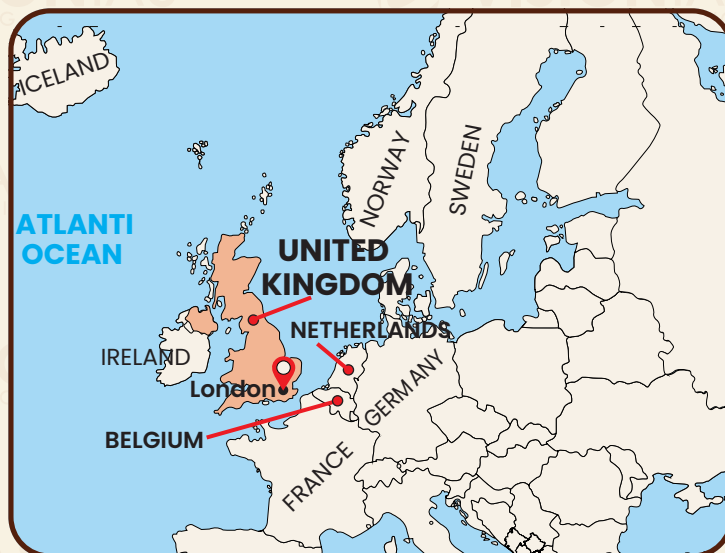 ICELAND
NORWAY
SWEDEN
ATLANTI
OCEAN
UNITED
KINGDOM
NETHERLANDS
IRELAND
London
GERMANY
BELGIUM
FRANCE